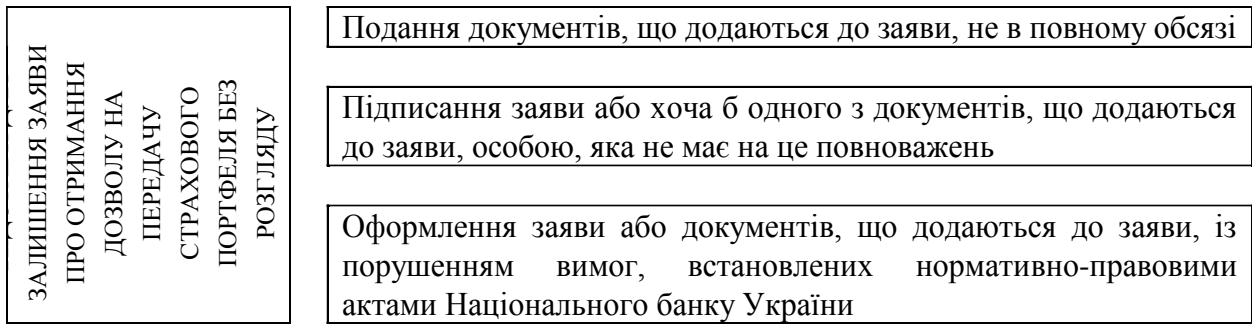 ЗАЛИШЕННЯ ЗАЯВИ
ПРО ОТРИМАННЯ
ДОЗВОЛУ НА
ПЕРЕДАЧУ
СТРАХОВОГО
ПОРТФЕЛЯ БЕЗ
РОЗГЛЯДУ
Подання документів, що додаються до заяви, не в повному обсязі
Підписання заяви або хоча б одного з документів, що додаються
до заяви, особою, яка не має на це повноважень
Оформлення заяви або документів, що додаються до заяви, із
порушенням вимог, встановлених нормативно-правовими
актами Національного банку України